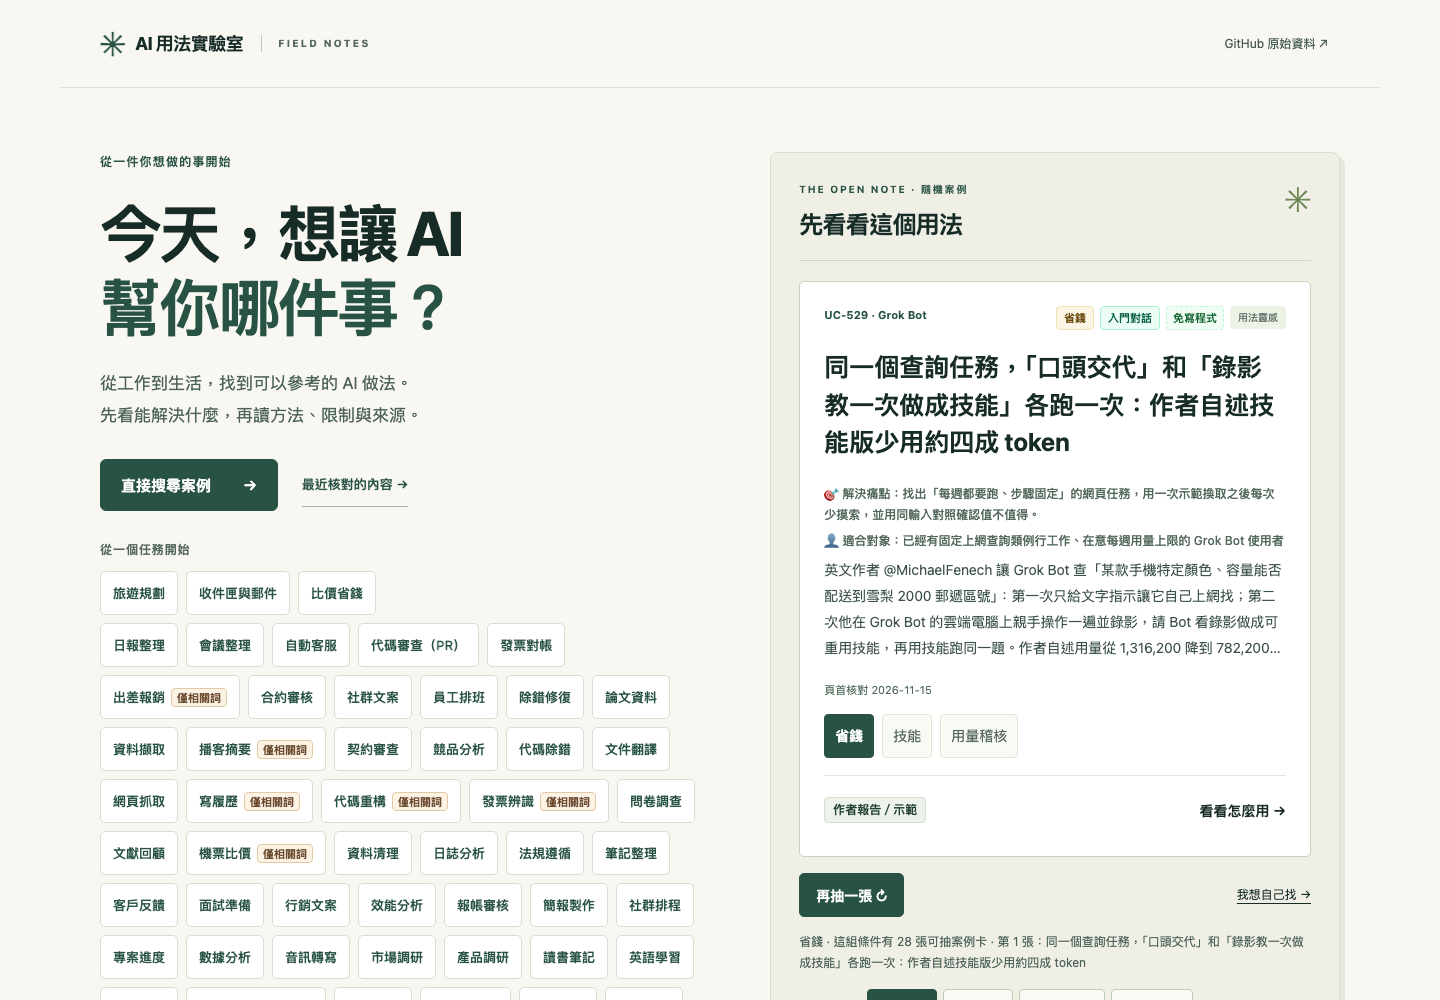 AI 用法實驗室
FIELD NOTES
GitHub 原始資料 ↗
從一件你想做的事開始
今天，想讓 AI
幫你哪件事？
從工作到生活，找到可以參考的 AI 做法。
先看能解決什麼，再讀方法、限制與來源。
直接搜尋案例 →
最近核對的內容 →
從一個任務開始
旅遊規劃 收件匣與郵件 比價省錢
日報整理 會議整理 自動客服 代碼審查（PR） 發票對帳
出差報銷 僅相關詞 合約審核 社群文案 員工排班 除錯修復 論文資料
資料擷取 播客摘要 僅相關詞 契約審查 競品分析 代碼除錯 文件翻譯
網頁抓取 寫履歷 僅相關詞 代碼重構 僅相關詞 發票辨識 僅相關詞 問卷調查
文獻回顧 機票比價 僅相關詞 資料清理 日誌分析 法規遵循 筆記整理
客戶反饋 面試準備 行銷文案 效能分析 報帳審核 簡報製作 社群排程
專案進度 數據分析 音訊轉寫 市場調研 產品調研 讀書筆記 英語學習
THE OPEN NOTE · 隨機案例
先看看這個用法
UC-529 · Grok Bot
省錢 入門對話 免寫程式 用法靈感
同一個查詢任務，「口頭交代」和「錄影
教一次做成技能」各跑一次：作者自述技
能版少用約四成 token
🎯 解決痛點：找出「每週都要跑、步驟固定」的網頁任務，用一次示範換取之後每次
少摸索，並用同輸入對照確認值不值得。
👤 適合對象：已經有固定上網查詢類例行工作、在意每週用量上限的 Grok Bot 使用者
英文作者 @MichaelFenech 讓 Grok Bot 查「某款手機特定顏色、容量能否
配送到雪梨 2000 郵遞區號」：第一次只給文字指示讓它自己上網找；第二
次他在 Grok Bot 的雲端電腦上親手操作一遍並錄影，請 Bot 看錄影做成可
重用技能，再用技能跑同一題。作者自述用量從 1,316,200 降到 782,200...
頁首核對 2026-11-15
省錢 技能 用量稽核
作者報告 / 示範
看看怎麼用 →
再抽一張 ↻
我想自己找 →
省錢 · 這組條件有 28 張可抽案例卡 · 第 1 張：同一個查詢任務，「口頭交代」和「錄影教一次做
成技能」各跑一次：作者自述技能版少用約四成 token